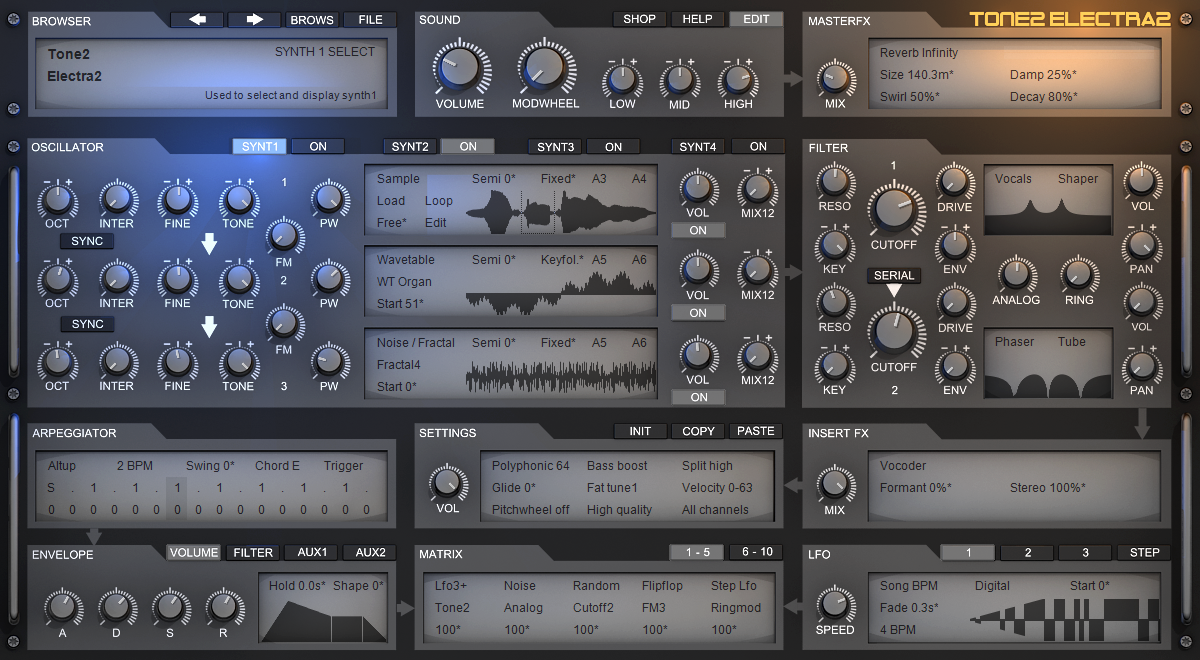 BROWSER BROWS FILE
Tone2 SYNTH 1 SELECT
Electra2
Used to select and display synth1
SOUND SHOP HELP EDIT
VOLUME MODWHEEL LOW MID HIGH
MASTERFX TONE2 ELECTRA2
MIX
Reverb Infinity
Size 140.3m* Damp 25%*
Swirl 50%* Decay 80%*
OSCILLATOR SYNT1 ON SYNT2 ON SYNT3 ON SYNT4 ON
OCT INTER FINE TONE 1 PW
SYNC FM
Sample Semi 0* Fixed* A3 A4
Load Loop
Free* Edit
VOL MIX12
ON
OCT INTER FINE TONE 2 PW
SYNC FM
Wavetable Semi 0* Keyfol.* A5 A6
WT Organ
Start 51*
VOL MIX12
ON
OCT INTER FINE TONE 3 PW
Noise / Fractal Semi 0* Fixed* A5 A6
Fractal4
Start 0*
VOL MIX12
ON
FILTER
1
RESO CUTOFF DRIVE
Vocals Shaper
VOL
KEY ENV PAN
SERIAL
ANALOG RING
RESO CUTOFF DRIVE
VOL
Phaser Tube
KEY 2 ENV PAN
ARPEGGIATOR
Altup 2 BPM Swing 0* Chord E Trigger
S . 1 . 1 . 1 . 1 . 1 . 1 . 1 .
0 0 0 0 0 0 0 0 0 0 0 0 0 0 0 0
SETTINGS INIT COPY PASTE
VOL
Polyphonic 64 Bass boost Split high
Glide 0* Fat tune1 Velocity 0-63
Pitchwheel off High quality All channels
INSERT FX
MIX
Vocoder
Formant 0%* Stereo 100%*
ENVELOPE VOLUME FILTER AUX1 AUX2
A D S R
Hold 0.0s* Shape 0*
MATRIX 1 - 5 6 - 10
Lfo3+ Noise Random Flipflop Step Lfo
Tone2 Analog Cutoff2 FM3 Ringmod
100* 100* 100* 100* 100*
LFO 1 2 3 STEP
SPEED
Song BPM Digital Start 0*
Fade 0.3s*
4 BPM